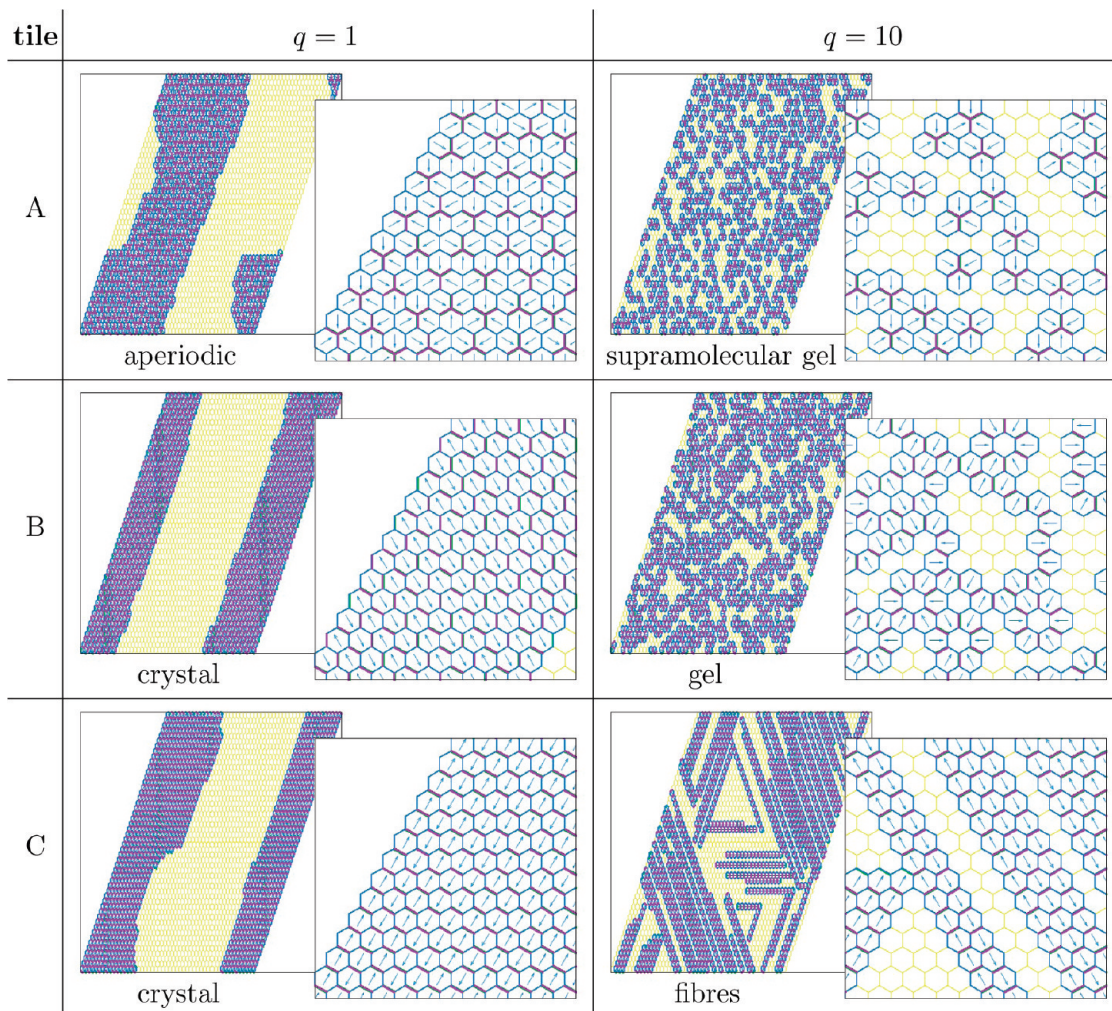 tile q = 1 q = 10
A
aperiodic supramolecular gel
B
crystal gel
C
crystal fibres